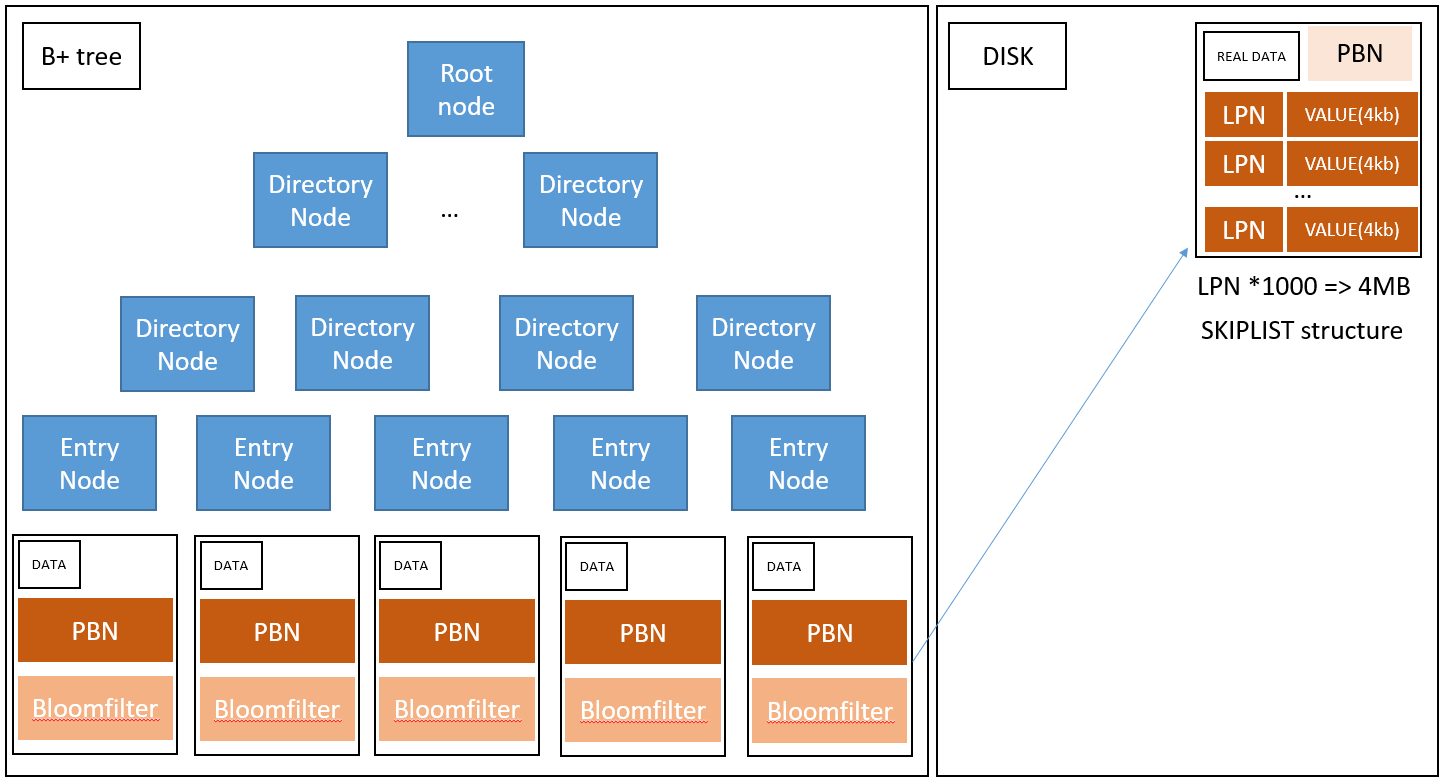 B+ tree
Root
node
Directory
Node
...
Directory
Node
Directory
Node
Directory
Node
Directory
Node
Directory
Node
Entry
Node
Entry
Node
Entry
Node
Entry
Node
Entry
Node
DATA
PBN
Bloomfilter
DATA
PBN
Bloomfilter
DATA
PBN
Bloomfilter
DATA
PBN
Bloomfilter
DATA
PBN
Bloomfilter
DISK
REAL DATA
PBN
LPN VALUE(4kb)
LPN VALUE(4kb)
...
LPN VALUE(4kb)
LPN *1000 => 4MB
SKIPLIST structure